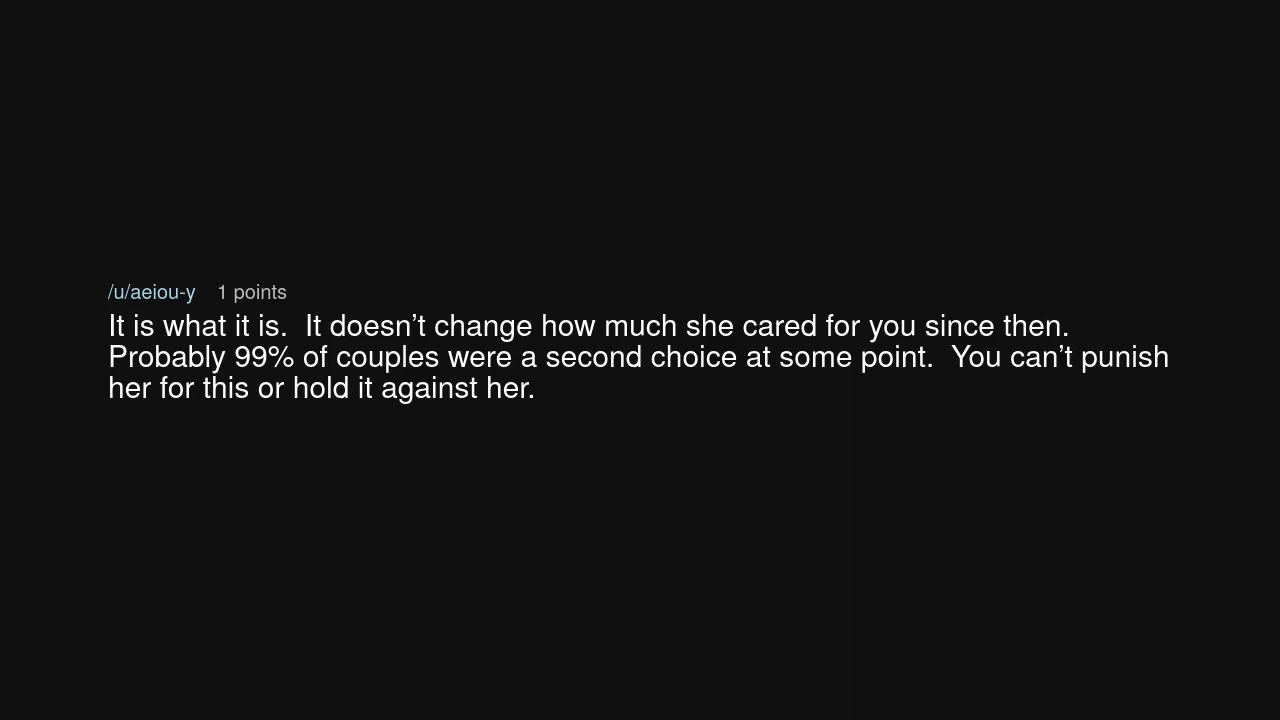 /u/aeiou-y 1 points
It is what it is.  It doesn’t change how much she cared for you since then.
Probably 99% of couples were a second choice at some point.  You can’t punish
her for this or hold it against her.